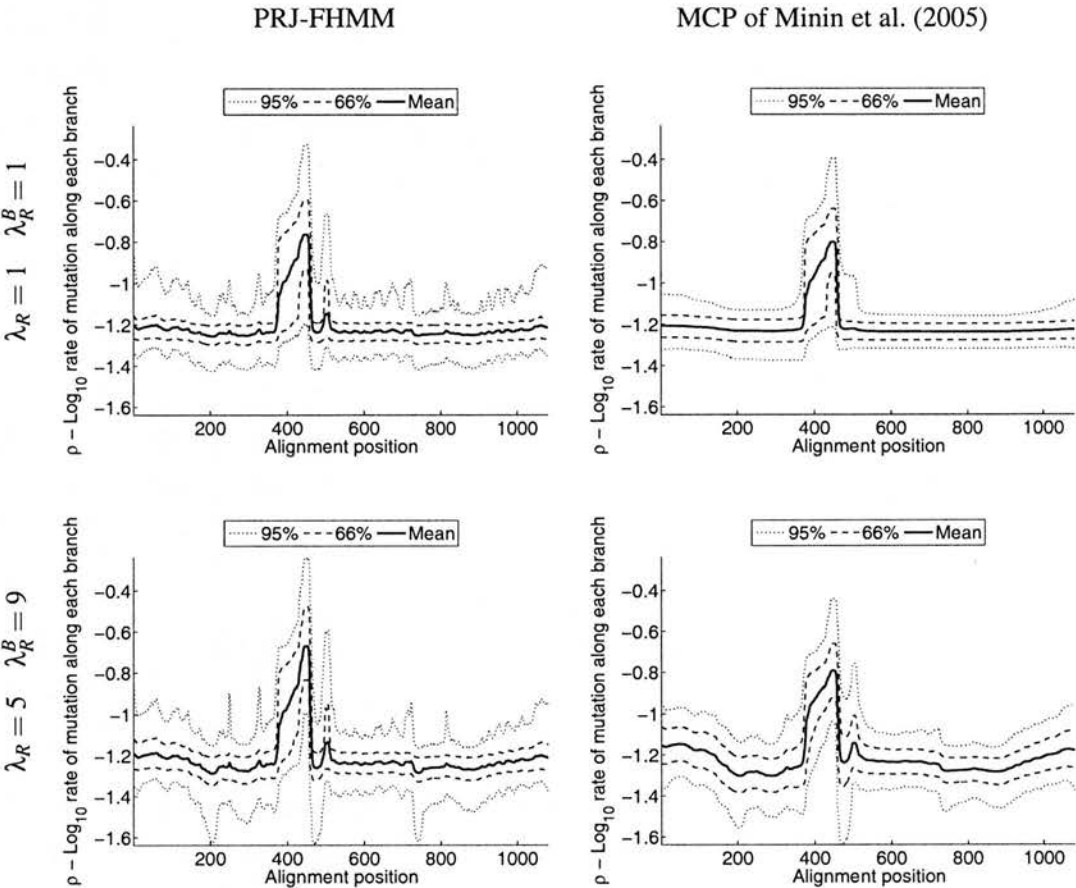 PRJ-FHMM
MCP of Minin et al. (2005)
λ_R = 1 λ_R^B = 1
95% 66% Mean
ρ − Log₁₀ rate of mutation along each branch
−0.4
−0.6
−0.8
−1
−1.2
−1.4
−1.6
200 400 600 800 1000
Alignment position
95% 66% Mean
ρ − Log₁₀ rate of mutation along each branch
−0.4
−0.6
−0.8
−1
−1.2
−1.4
−1.6
200 400 600 800 1000
Alignment position
λ_R = 5 λ_R^B = 9
95% 66% Mean
ρ − Log₁₀ rate of mutation along each branch
−0.4
−0.6
−0.8
−1
−1.2
−1.4
−1.6
200 400 600 800 1000
Alignment position
95% 66% Mean
ρ − Log₁₀ rate of mutation along each branch
−0.4
−0.6
−0.8
−1
−1.2
−1.4
−1.6
200 400 600 800 1000
Alignment position